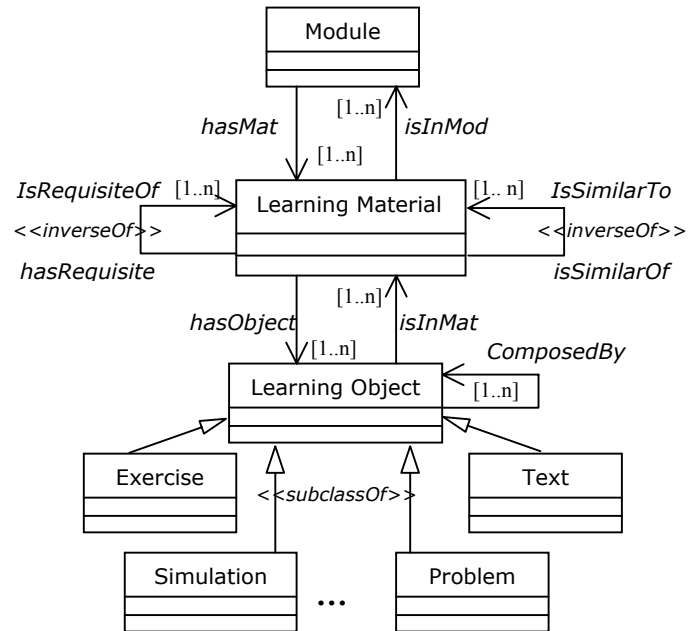 Module
[1..n]
hasMat
isInMod
[1..n]
IsRequisiteOf
[1..n]
Learning Material
[1.. n]
IsSimilarTo
<<inverseOf>>
<<inverseOf>>
hasRequisite
isSimilarOf
[1..n]
hasObject
isInMat
[1..n]
ComposedBy
Learning Object
[1..n]
Exercise
<<subclassOf>>
Text
Simulation
...
Problem